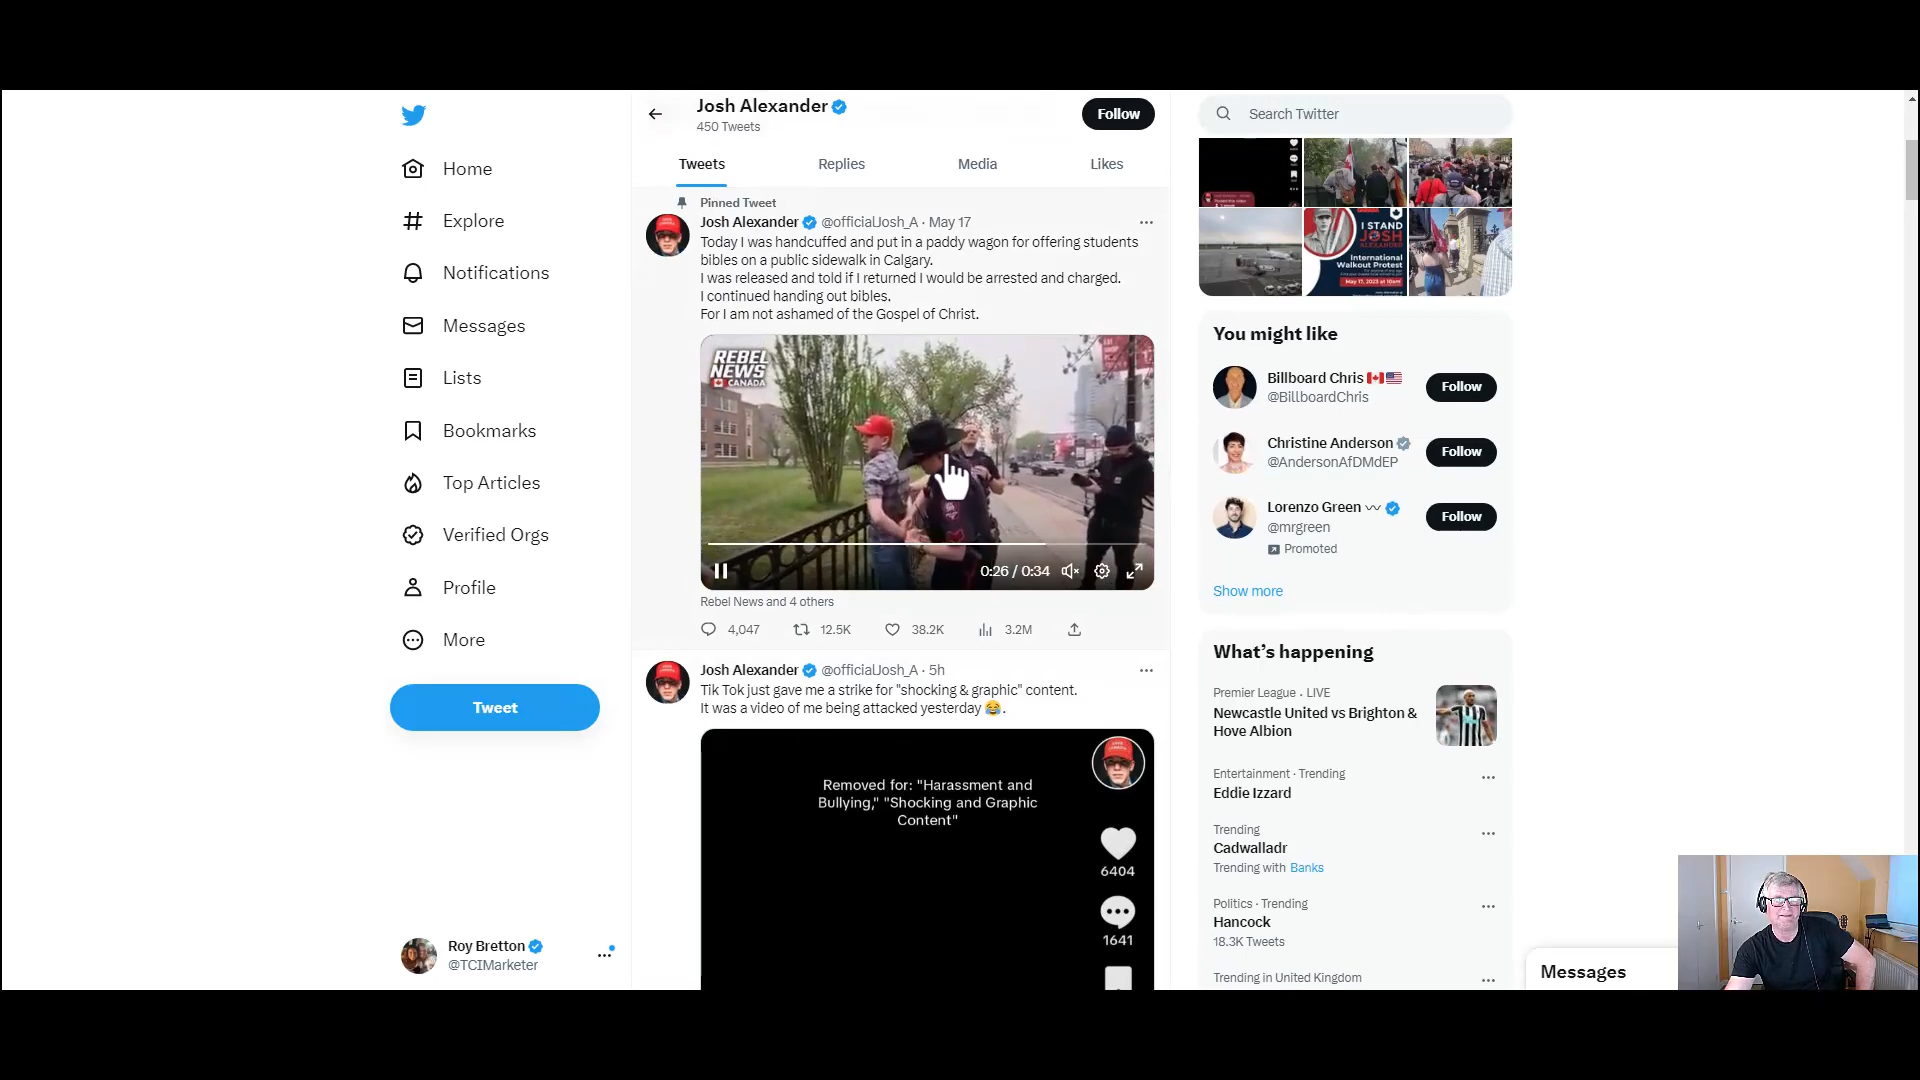 Home
Explore
Notifications
Messages
Lists
Bookmarks
Top Articles
Verified Orgs
Profile
More
Tweet
Roy Bretton
@TCIMarketer
Josh Alexander
450 Tweets
Follow
Tweets
Replies
Media
Likes
Pinned Tweet
Josh Alexander @officialJosh_A · May 17
Today I was handcuffed and put in a paddy wagon for offering students
bibles on a public sidewalk in Calgary.
I was released and told if I returned I would be arrested and charged.
I continued handing out bibles.
For I am not ashamed of the Gospel of Christ.
REBEL
NEWS
CANADA
0:26 / 0:34
Rebel News and 4 others
4,047
12.5K
38.2K
3.2M
Josh Alexander @officialJosh_A · 5h
Tik Tok just gave me a strike for "shocking & graphic" content.
It was a video of me being attacked yesterday 😂.
Removed for: "Harassment and
Bullying," "Shocking and Graphic
Content"
6404
1641
Search Twitter
I STAND
JOSH
ALEXANDER
International
Walkout Protest
May 17, 2023 at 10am
You might like
Billboard Chris
@BillboardChris
Follow
Christine Anderson
@AndersonAfDMdEP
Follow
Lorenzo Green
@mrgreen
Promoted
Follow
Show more
What's happening
Premier League · LIVE
Newcastle United vs Brighton &
Hove Albion
Entertainment · Trending
Eddie Izzard
Trending
Cadwalladr
Trending with Banks
Politics · Trending
Hancock
18.3K Tweets
Trending in United Kingdom
Messages